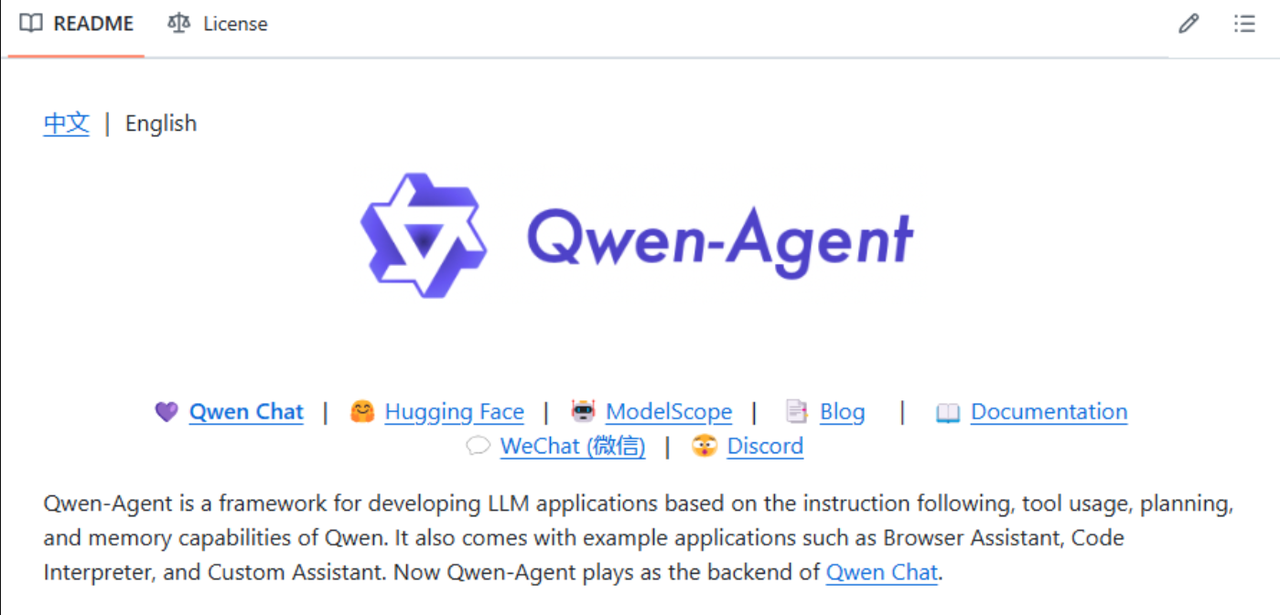 README License
中文 | English
Qwen-Agent
💜 Qwen Chat | 🤗 Hugging Face | 🤖 ModelScope | 📑 Blog | 📖 Documentation
💬 WeChat (微信) | 🫨 Discord
Qwen-Agent is a framework for developing LLM applications based on the instruction following, tool usage, planning,
and memory capabilities of Qwen. It also comes with example applications such as Browser Assistant, Code
Interpreter, and Custom Assistant. Now Qwen-Agent plays as the backend of Qwen Chat.